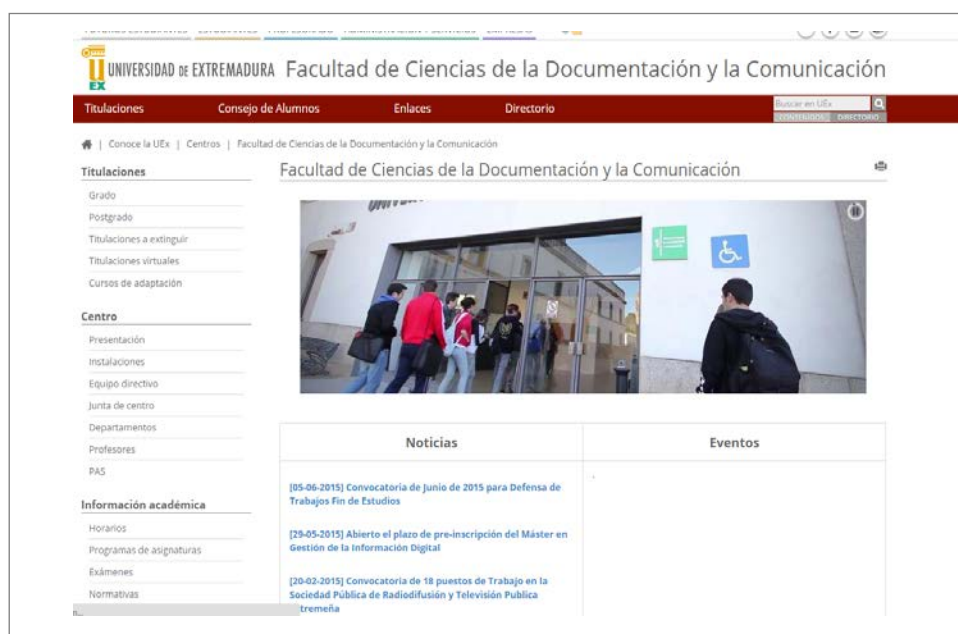 UNIVERSIDAD DE EXTREMADURA
EX
Facultad de Ciencias de la Documentación y la Comunicación
Titulaciones Consejo de Alumnos Enlaces Directorio
Buscar en UEx
CONTENIDOS DIRECTORIO
| Conoce la UEx | Centros | Facultad de Ciencias de la Documentación y la Comunicación
Titulaciones
Grado
Postgrado
Titulaciones a extinguir
Titulaciones virtuales
Cursos de adaptación
Centro
Presentación
Instalaciones
Equipo directivo
Junta de centro
Departamentos
Profesores
PAS
Información académica
Horarios
Programas de asignaturas
Exámenes
Normativas
Facultad de Ciencias de la Documentación y la Comunicación
Noticias
[05-06-2015] Convocatoria de Junio de 2015 para Defensa de
Trabajos Fin de Estudios
[29-05-2015] Abierto el plazo de pre-inscripción del Máster en
Gestión de la Información Digital
[20-02-2015] Convocatoria de 18 puestos de Trabajo en la
Sociedad Pública de Radiodifusión y Televisión Publica
tremeña
Eventos